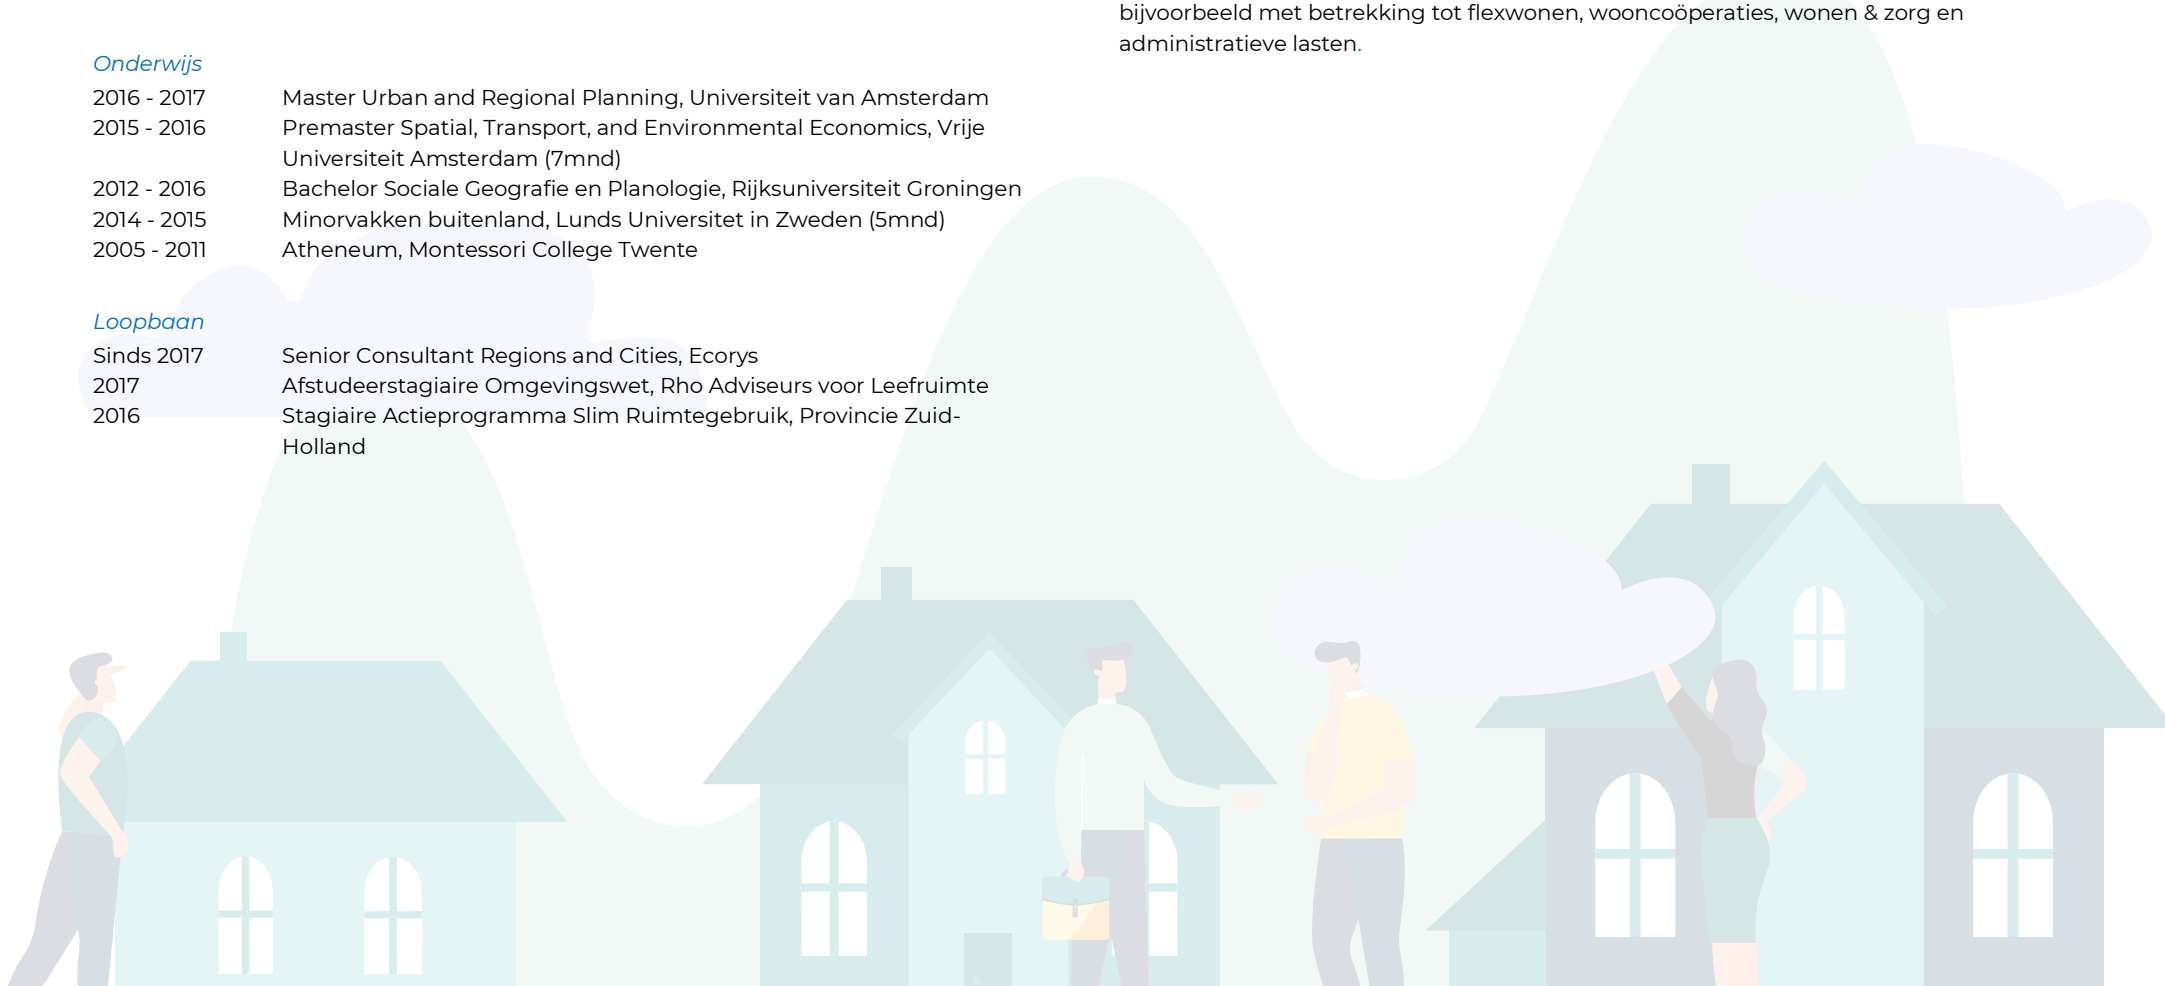 Onderwijs
2016 - 2017 Master Urban and Regional Planning, Universiteit van Amsterdam
2015 - 2016 Premaster Spatial, Transport, and Environmental Economics, Vrije
Universiteit Amsterdam (7mnd)
2012 - 2016 Bachelor Sociale Geografie en Planologie, Rijksuniversiteit Groningen
2014 - 2015 Minorvakken buitenland, Lunds Universitet in Zweden (5mnd)
2005 - 2011 Atheneum, Montessori College Twente
Loopbaan
Sinds 2017 Senior Consultant Regions and Cities, Ecorys
2017 Afstudeerstagiaire Omgevingswet, Rho Adviseurs voor Leefruimte
2016 Stagiaire Actieprogramma Slim Ruimtegebruik, Provincie Zuid-
Holland
bijvoorbeeld met betrekking tot flexwonen, wooncoöperaties, wonen & zorg en
administratieve lasten.